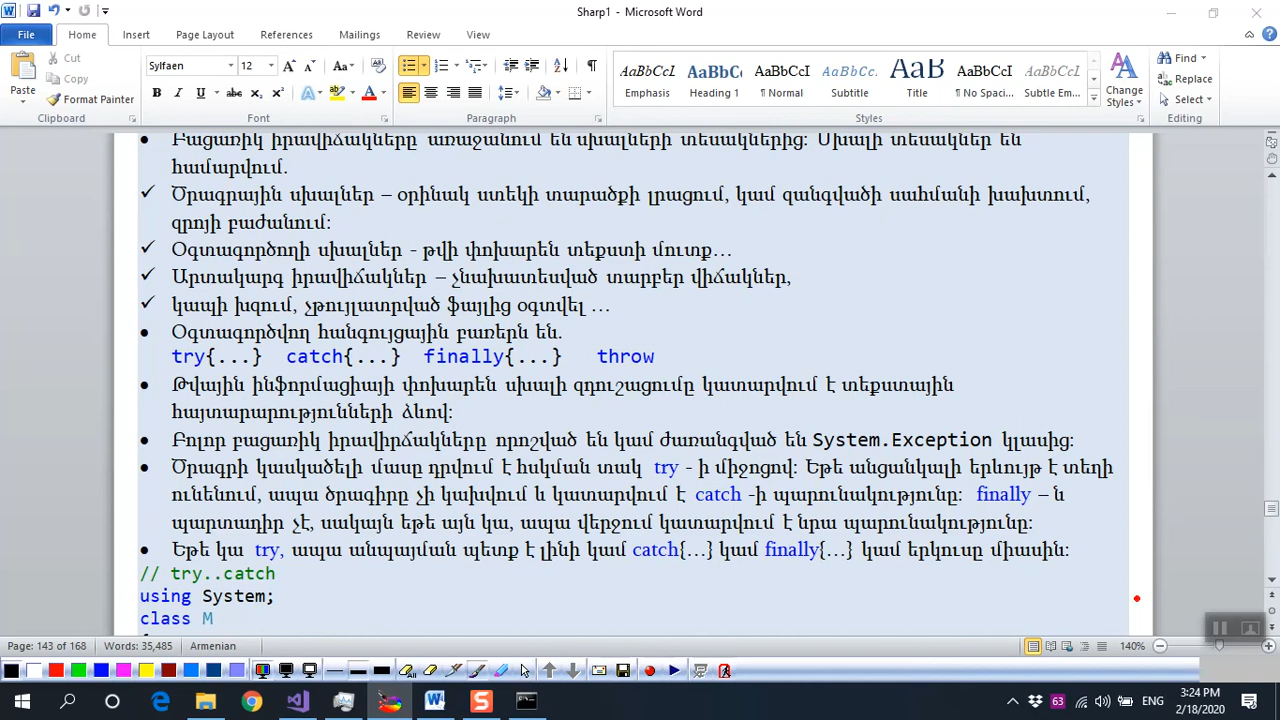 Sharp1 - Microsoft Word
File Home Insert Page Layout References Mailings Review View
Paste
Cut
Copy
Format Painter
Clipboard
Sylfaen 12
Font
Paragraph
AaBbCcI AaBbCc AaBbCcI AaBbCc. AaB AaBbCcI AaBbCcI
Emphasis Heading 1 ¶ Normal Subtitle Title ¶ No Spaci... Subtle Em...
Styles
Change Styles
Find
Replace
Select
Editing
• Բացառիկ իրավիճակները առաջանում են սխալների տեսակներից: Սխալի տեսակներ են
համարվում.
✓ Ծրագրային սխալներ – օրինակ ստեկի տարածքի լրացում, կամ զանգվածի սահմանի խախտում,
զրոյի բաժանում:
✓ Օգտագործողի սխալներ - թվի փոխարեն տեքստի մուտք…
✓ Արտակարգ իրավիճակներ – չնախատեսված տարբեր վիճակներ,
✓ կապի խզում, չթույլատրված ֆայլից օգտվել …
• Օգտագործվող հանգույցային բառերն են.
try{...} catch{...} finally{...} throw
• Թվային ինֆորմացիայի փոխարեն սխալի զգուշացումը կատարվում է տեքստային
հայտարարությունների ձևով:
• Բոլոր բացառիկ իրավիրճակները որոշված են կամ ժառանգված են System.Exception կլասից:
• Ծրագրի կասկածելի մասը դրվում է հսկման տակ try - ի միջոցով: Եթե անցանկալի երևույթ է տեղի
ունենում, ապա ծրագիրը չի կախվում և կատարվում է catch -ի պարունակությունը: finally – ն
պարտադիր չէ, սակայն եթե այն կա, ապա վերջում կատարվում է նրա պարունակությունը:
• Եթե կա try, ապա անպայման պետք է լինի կամ catch{…} կամ finally{…} կամ երկուսը միասին:
// try..catch
using System;
class M
Page: 143 of 168 Words: 35,485 Armenian 140%
63 ENG 3:24 PM
2/18/2020